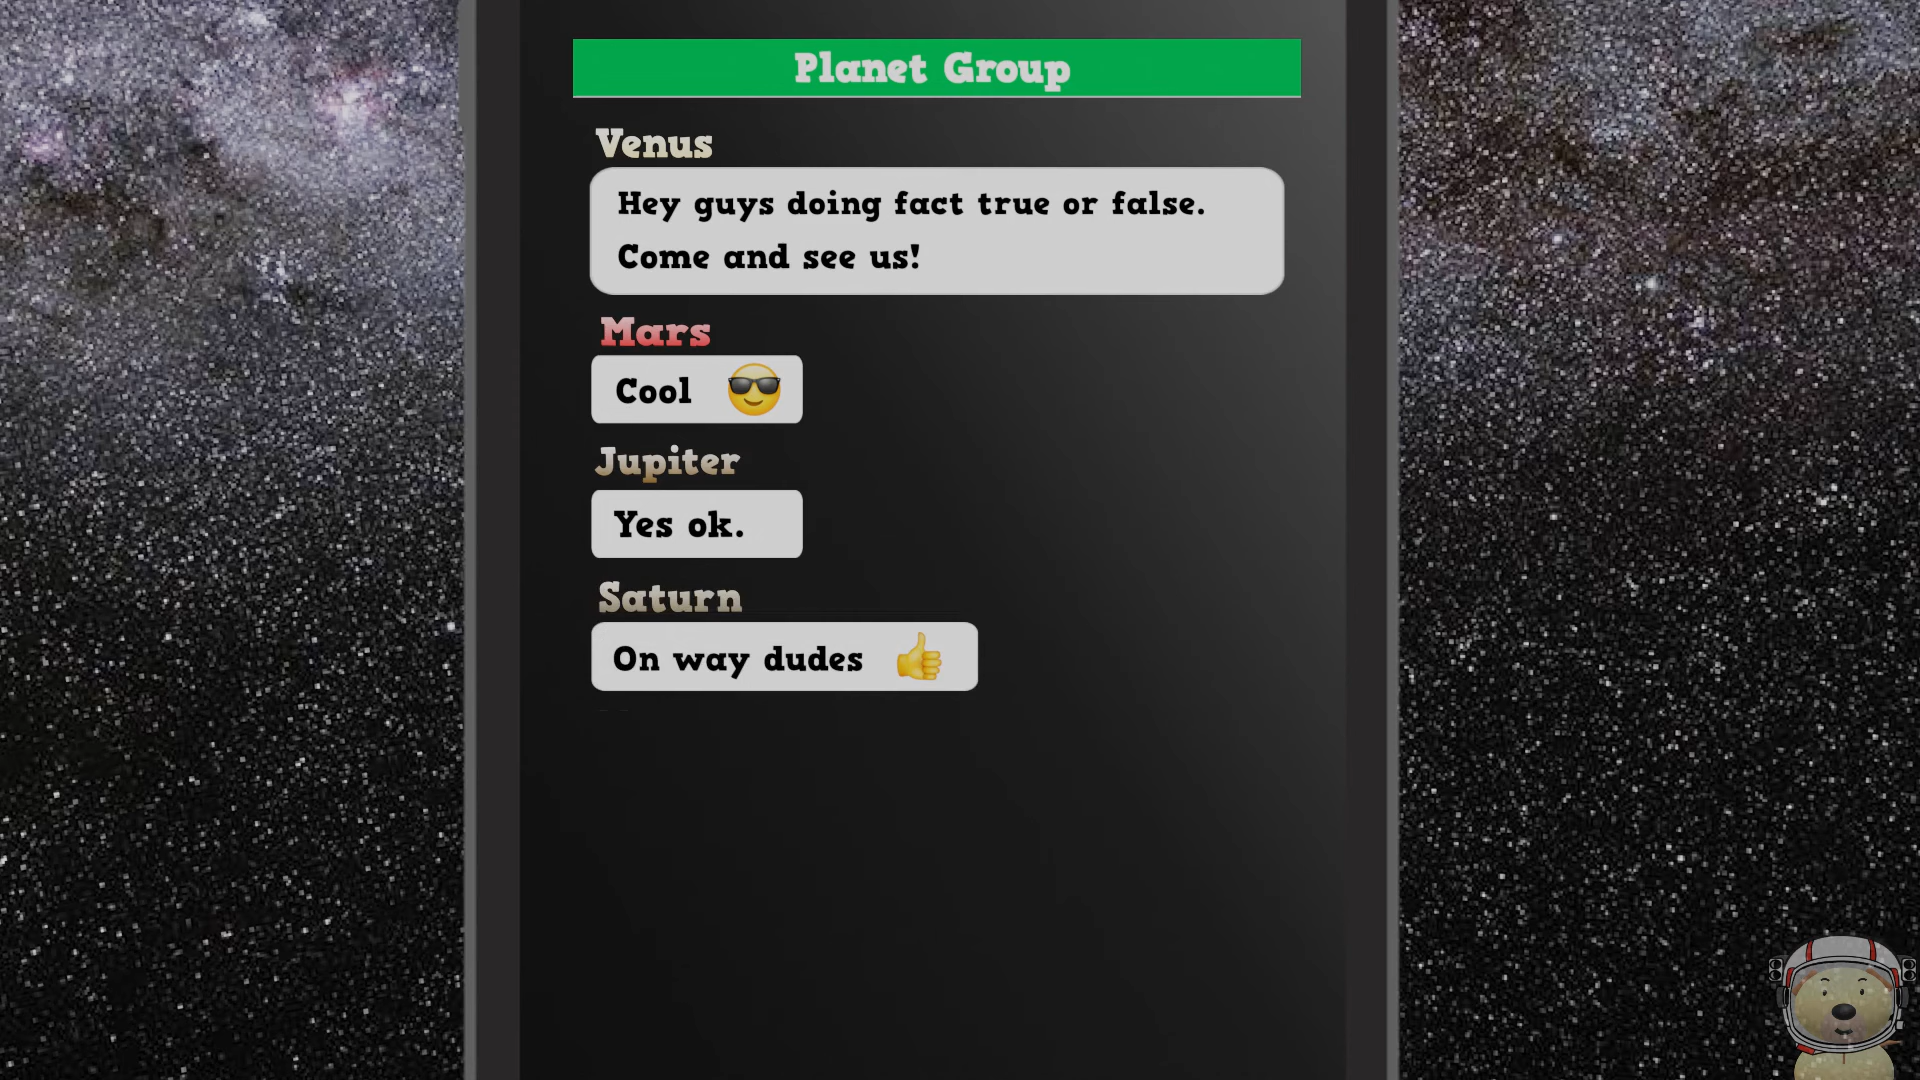 Planet Group
Venus
Hey guys doing fact true or false.
Come and see us!
Mars
Cool 😎
Jupiter
Yes ok.
Saturn
On way dudes 👍